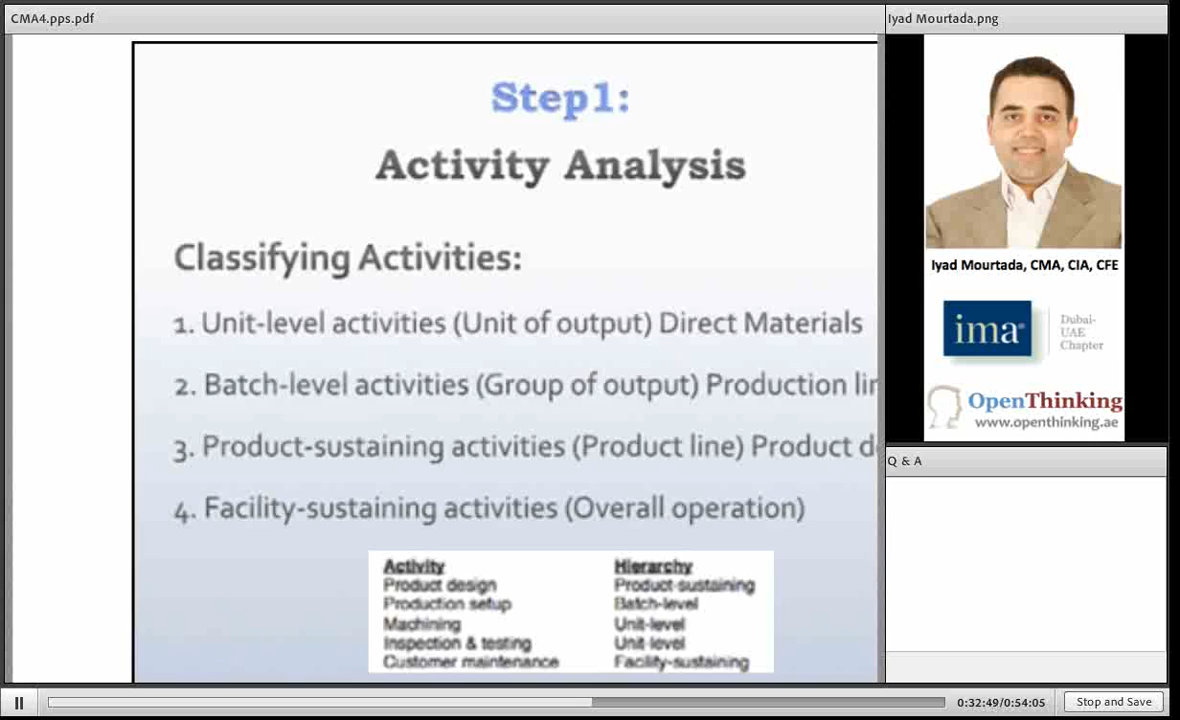 CMA4.pps.pdf
Iyad Mourtada.png
Step1:
Activity Analysis
Classifying Activities:
1. Unit-level activities (Unit of output) Direct Materials
2. Batch-level activities (Group of output) Production
3. Product-sustaining activities (Product line) Product
4. Facility-sustaining activities (Overall operation)
Activity Hierarchy
Product design Product-sustaining
Production setup Batch-level
Machining Unit-level
Inspection & testing Unit-level
Customer maintenance Facility-sustaining
Iyad Mourtada, CMA, CIA, CFE
ima®
Dubai-
UAE
Chapter
OpenThinking
www.openthinking.ae
Q & A
0:32:49/0:54:05
Stop and Save